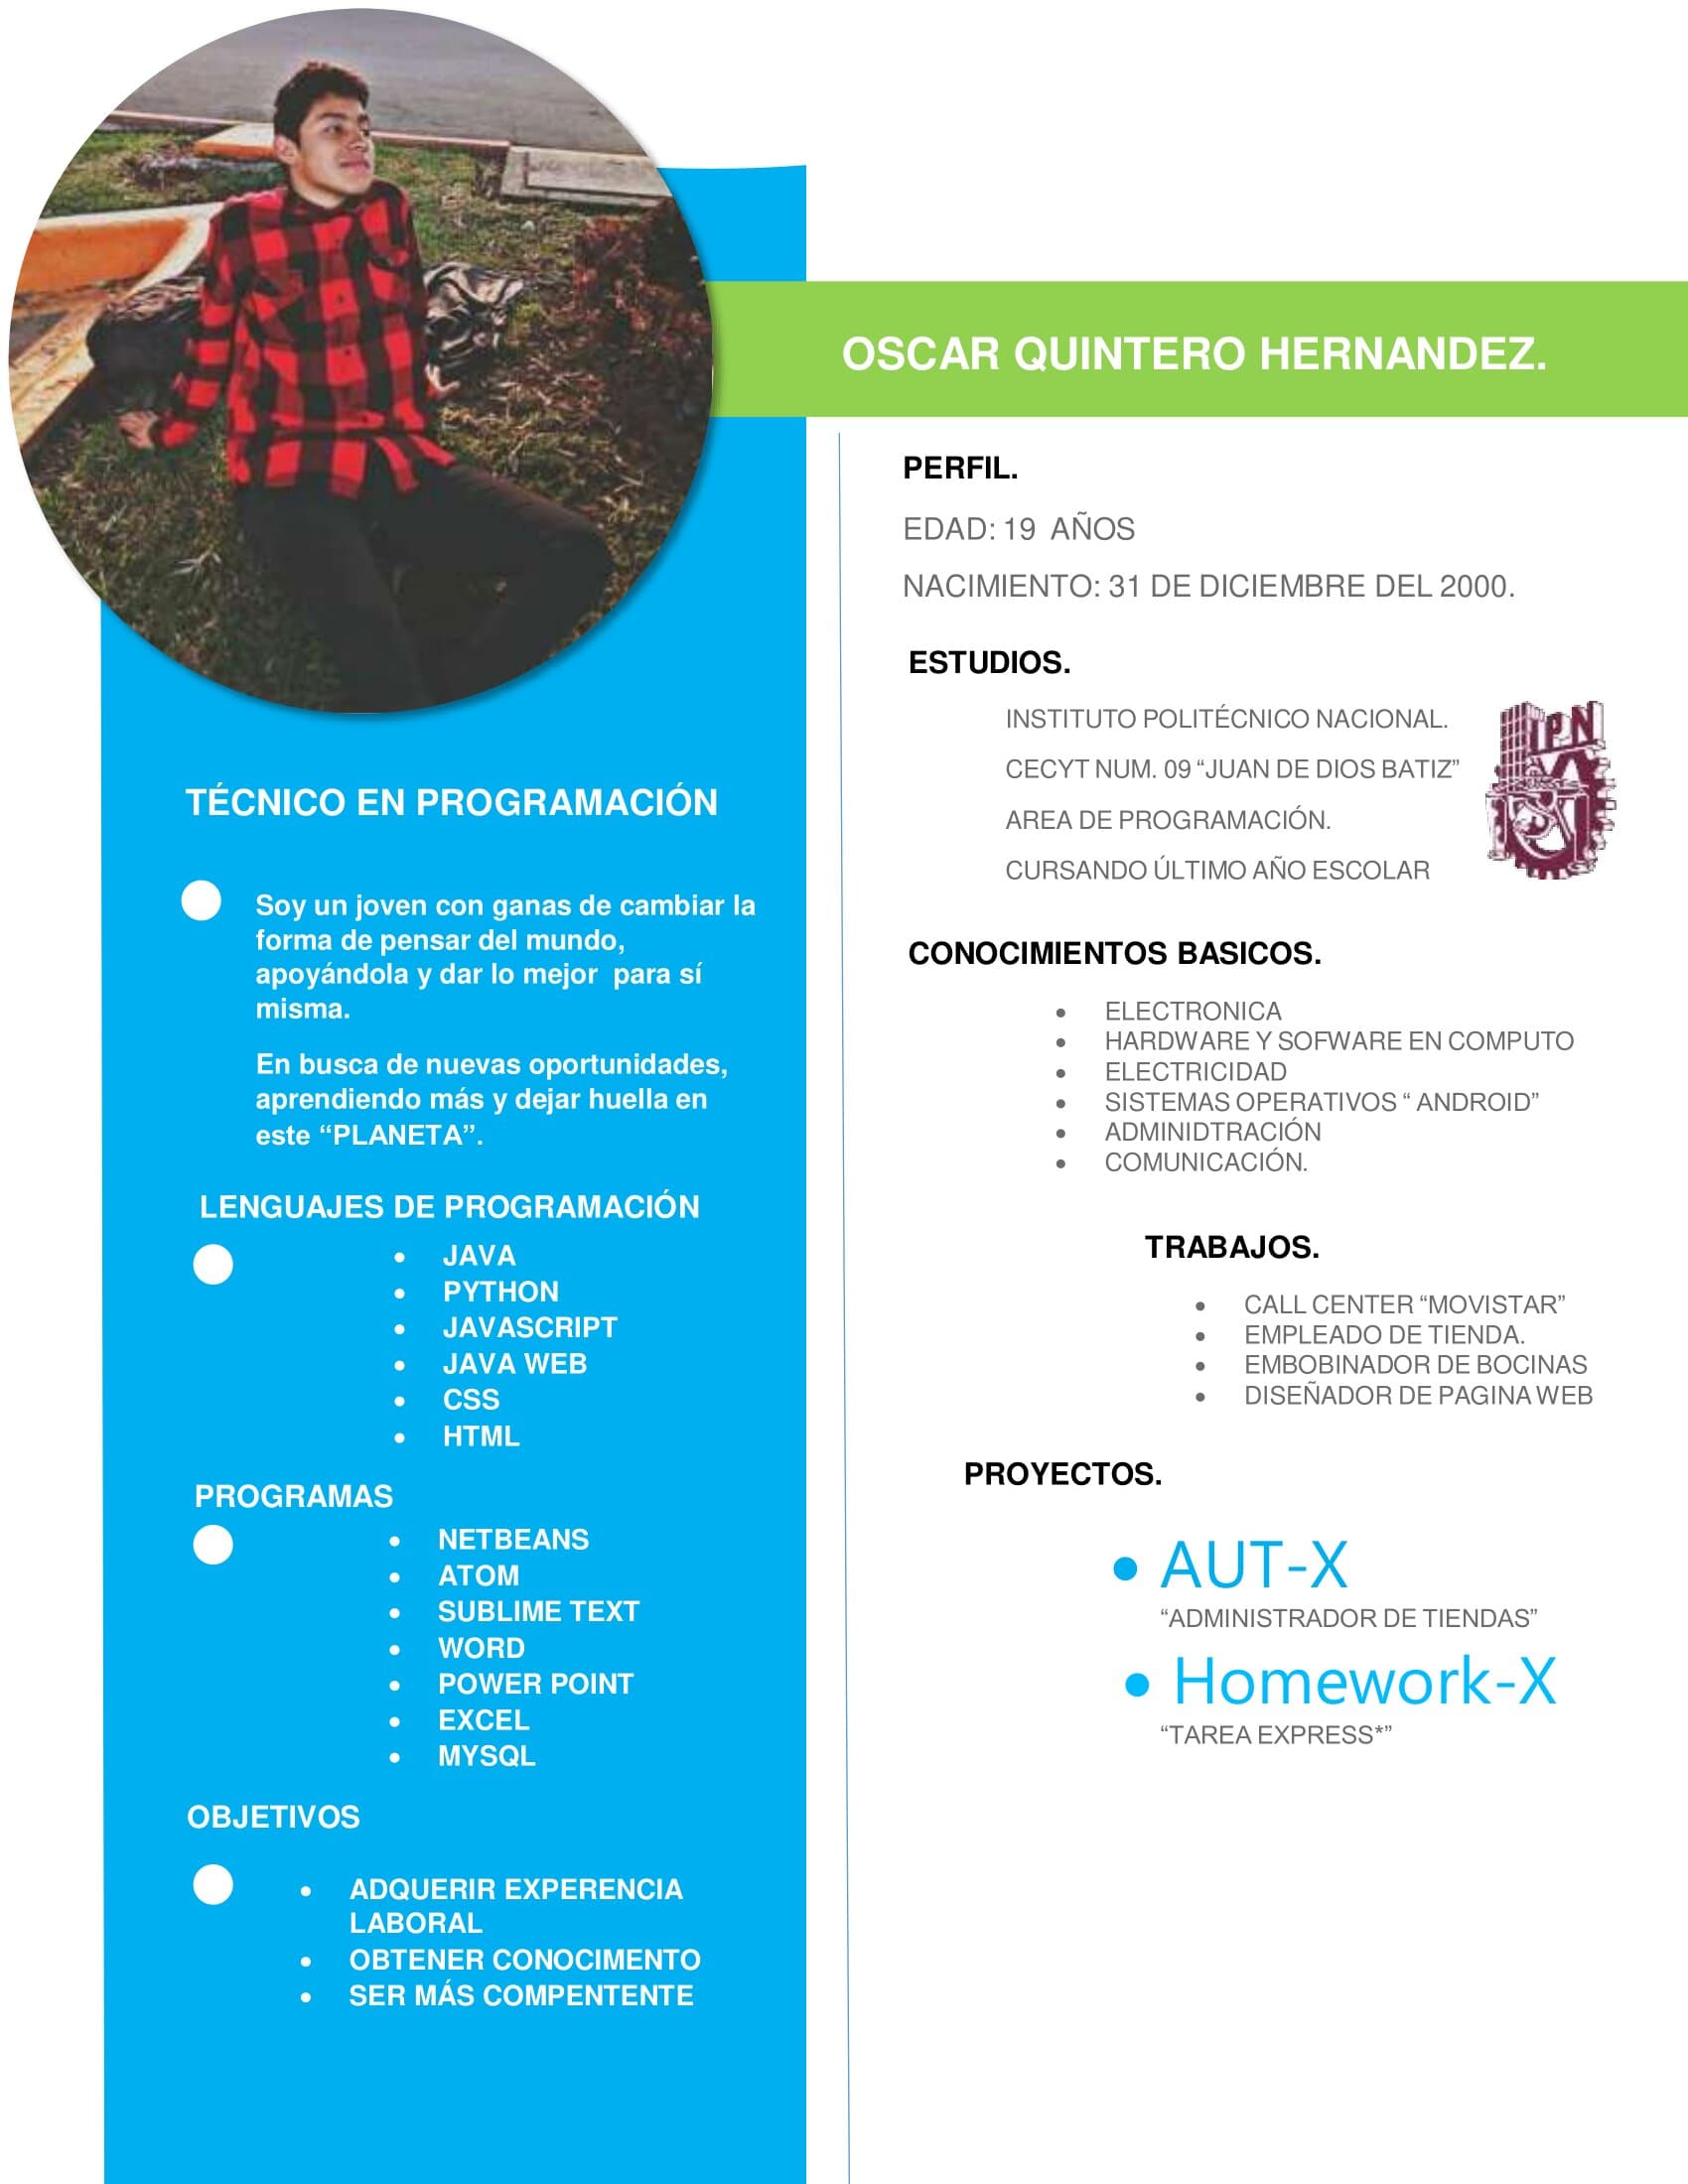 OSCAR QUINTERO HERNANDEZ.
TÉCNICO EN PROGRAMACIÓN
Soy un joven con ganas de cambiar la
forma de pensar del mundo,
apoyándola y dar lo mejor  para sí
misma.
En busca de nuevas oportunidades,
aprendiendo más y dejar huella en
este “PLANETA”.
LENGUAJES DE PROGRAMACIÓN
• JAVA
• PYTHON
• JAVASCRIPT
• JAVA WEB
• CSS
• HTML
PROGRAMAS
• NETBEANS
• ATOM
• SUBLIME TEXT
• WORD
• POWER POINT
• EXCEL
• MYSQL
OBJETIVOS
• ADQUERIR EXPERENCIA
LABORAL
• OBTENER CONOCIMENTO
• SER MÁS COMPENTENTE
PERFIL.
EDAD: 19  AÑOS
NACIMIENTO: 31 DE DICIEMBRE DEL 2000.
ESTUDIOS.
INSTITUTO POLITÉCNICO NACIONAL.
CECYT NUM. 09 “JUAN DE DIOS BATIZ”
AREA DE PROGRAMACIÓN.
CURSANDO ÚLTIMO AÑO ESCOLAR
IPN
CONOCIMIENTOS BASICOS.
• ELECTRONICA
• HARDWARE Y SOFWARE EN COMPUTO
• ELECTRICIDAD
• SISTEMAS OPERATIVOS “ ANDROID”
• ADMINIDTRACIÓN
• COMUNICACIÓN.
TRABAJOS.
• CALL CENTER “MOVISTAR”
• EMPLEADO DE TIENDA.
• EMBOBINADOR DE BOCINAS
• DISEÑADOR DE PAGINA WEB
PROYECTOS.
• AUT-X
“ADMINISTRADOR DE TIENDAS”
• Homework-X
“TAREA EXPRESS*”